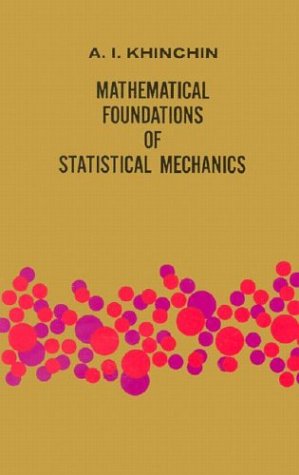 A. I. KHINCHIN
MATHEMATICAL
FOUNDATIONS
OF
STATISTICAL MECHANICS